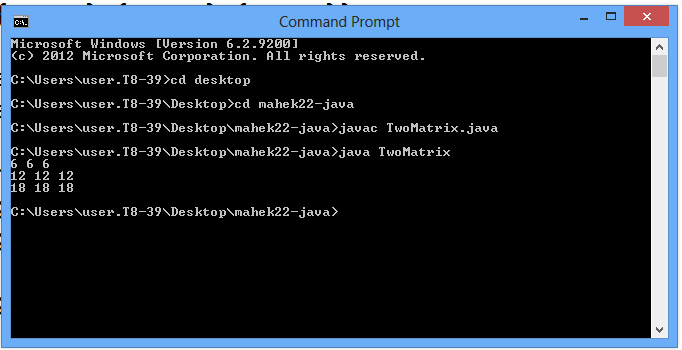 Command Prompt
Microsoft Windows [Version 6.2.9200]
(c) 2012 Microsoft Corporation. All rights reserved.
C:\Users\user.T8-39>cd desktop
C:\Users\user.T8-39\Desktop>cd mahek22-java
C:\Users\user.T8-39\Desktop\mahek22-java>javac TwoMatrix.java
C:\Users\user.T8-39\Desktop\mahek22-java>java TwoMatrix
6 6 6
12 12 12
18 18 18
C:\Users\user.T8-39\Desktop\mahek22-java>